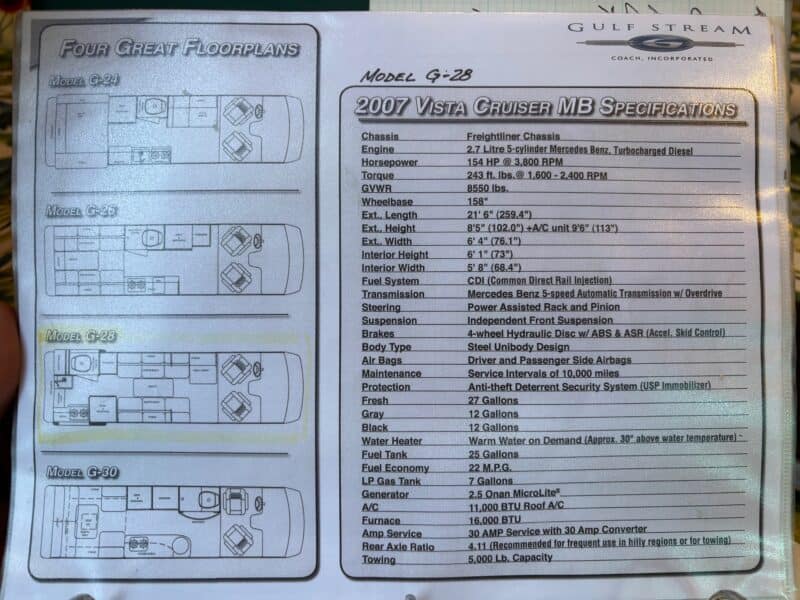 FOUR GREAT FLOORPLANS
MODEL G-24
MODEL G-26
MODEL G-28
MODEL G-30
GULF STREAM
COACH, INCORPORATED
MODEL G-28
2007 VISTA CRUISER MB SPECIFICATIONS
Chassis Freightliner Chassis
Engine 2.7 Litre 5-cylinder Mercedes Benz, Turbocharged Diesel
Horsepower 154 HP @ 3,800 RPM
Torque 243 ft. lbs.@ 1,600 - 2,400 RPM
GVWR 8550 lbs.
Wheelbase 158"
Ext., Length 21' 6" (259.4")
Ext., Height 8'5" (102.0") +A/C unit 9'6" (113")
Ext. Width 6' 4" (76.1")
Interior Height 6' 1" (73")
Interior Width 5' 8" (68.4")
Fuel System CDI (Common Direct Rail Injection)
Transmission Mercedes Benz 5-speed Automatic Transmission w/ Overdrive
Steering Power Assisted Rack and Pinion
Suspension Independent Front Suspension
Brakes 4-wheel Hydraulic Disc w/ ABS & ASR (Accel. Skid Control)
Body Type Steel Unibody Design
Air Bags Driver and Passenger Side Airbags
Maintenance Service Intervals of 10,000 miles
Protection Anti-theft Deterrent Security System (USP Immobilizer)
Fresh 27 Gallons
Gray 12 Gallons
Black 12 Gallons
Water Heater Warm Water on Demand (Approx. 30° above water temperature)
Fuel Tank 25 Gallons
Fuel Economy 22 M.P.G.
LP Gas Tank 7 Gallons
Generator 2.5 Onan MicroLite®
A/C 11,000 BTU Roof A/C
Furnace 16,000 BTU
Amp Service 30 AMP Service with 30 Amp Converter
Rear Axle Ratio 4.11 (Recommended for frequent use in hilly regions or for towing)
Towing 5,000 Lb. Capacity